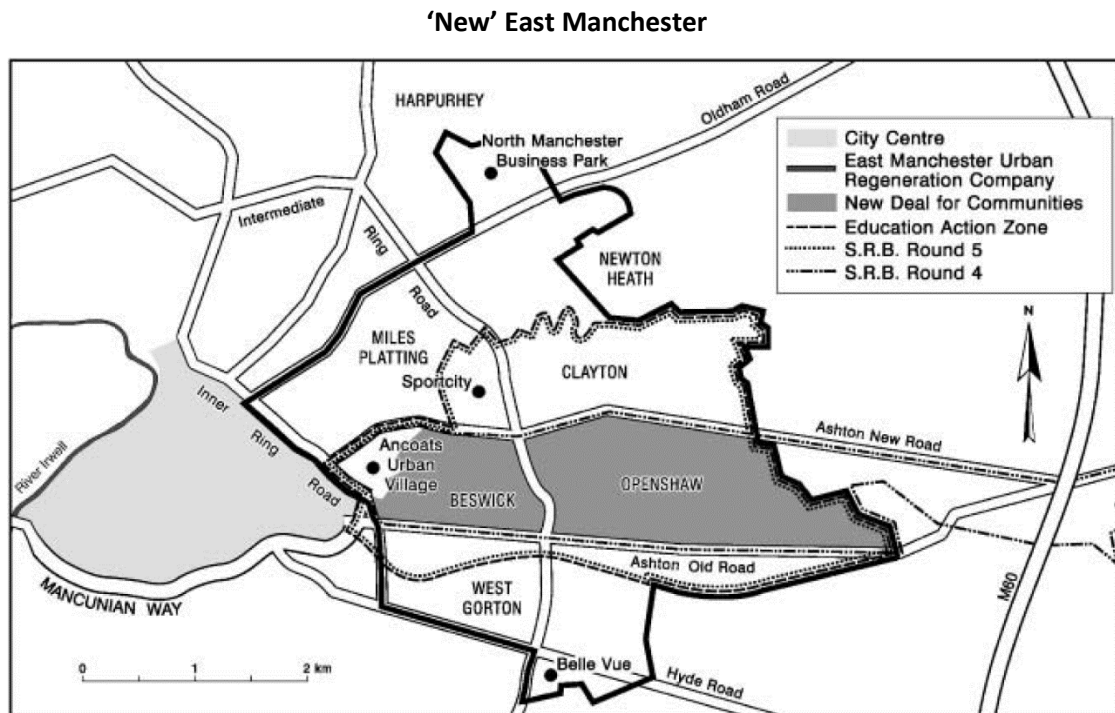 ‘New’ East Manchester
HARPURHEY
North Manchester
Business Park
Oldham Road
City Centre
East Manchester Urban
Regeneration Company
New Deal for Communities
Education Action Zone
S.R.B. Round 5
S.R.B. Round 4
Intermediate
Ring
Road
NEWTON
HEATH
N
MILES
PLATTING
Sportcity
CLAYTON
Inner
Ring
Road
River Irwell
Ancoats
Urban
Village
BESWICK
OPENSHAW
Ashton New Road
Ashton Old Road
MANCUNIAN WAY
WEST
GORTON
M60
0 1 2 km
Belle Vue
Hyde Road